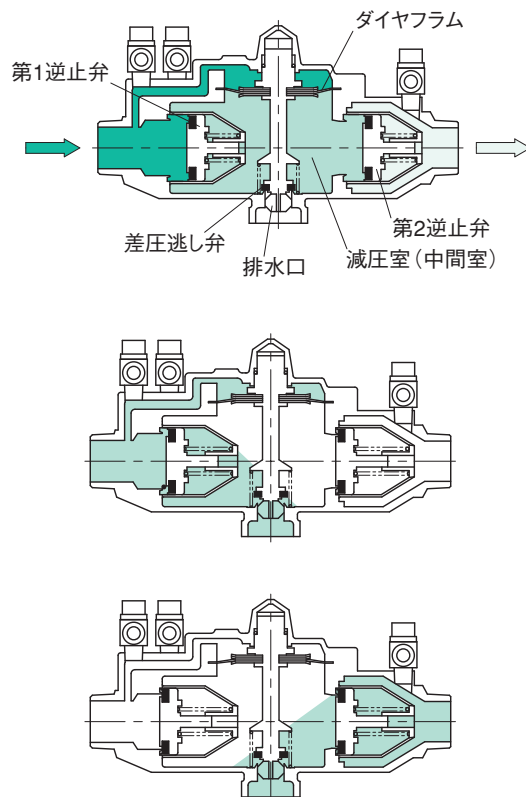 ダイヤフラム
第1逆止弁
差圧逃し弁
排水口
減圧室（中間室）
第2逆止弁